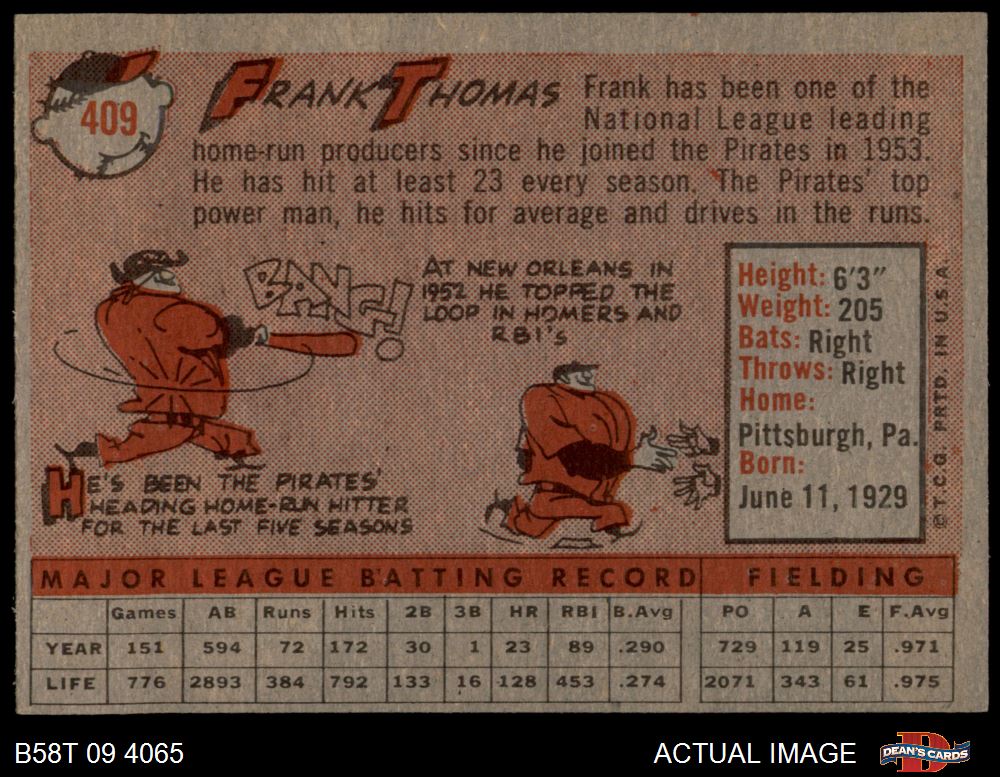 409
FRANK THOMAS
Frank has been one of the
National League leading
home-run producers since he joined the Pirates in 1953.
He has hit at least 23 every season. The Pirates' top
power man, he hits for average and drives in the runs.
BANG!
AT NEW ORLEANS IN
1952 HE TOPPED THE
LOOP IN HOMERS AND
RBI'S
HE'S BEEN THE PIRATES'
HEADING HOME-RUN HITTER
FOR THE LAST FIVE SEASONS
Height: 6'3"
Weight: 205
Bats: Right
Throws: Right
Home:
Pittsburgh, Pa.
Born:
June 11, 1929
© T.C.G. PRTD. IN U.S.A.
MAJOR LEAGUE BATTING RECORD FIELDING
Games AB Runs Hits 2B 3B HR RBI B.Avg PO A E F.Avg
YEAR 151 594 72 172 30 1 23 89 .290 729 119 25 .971
LIFE 776 2893 384 792 133 16 128 453 .274 2071 343 61 .975
B58T 09 4065
ACTUAL IMAGE
D
DEAN'S CARDS